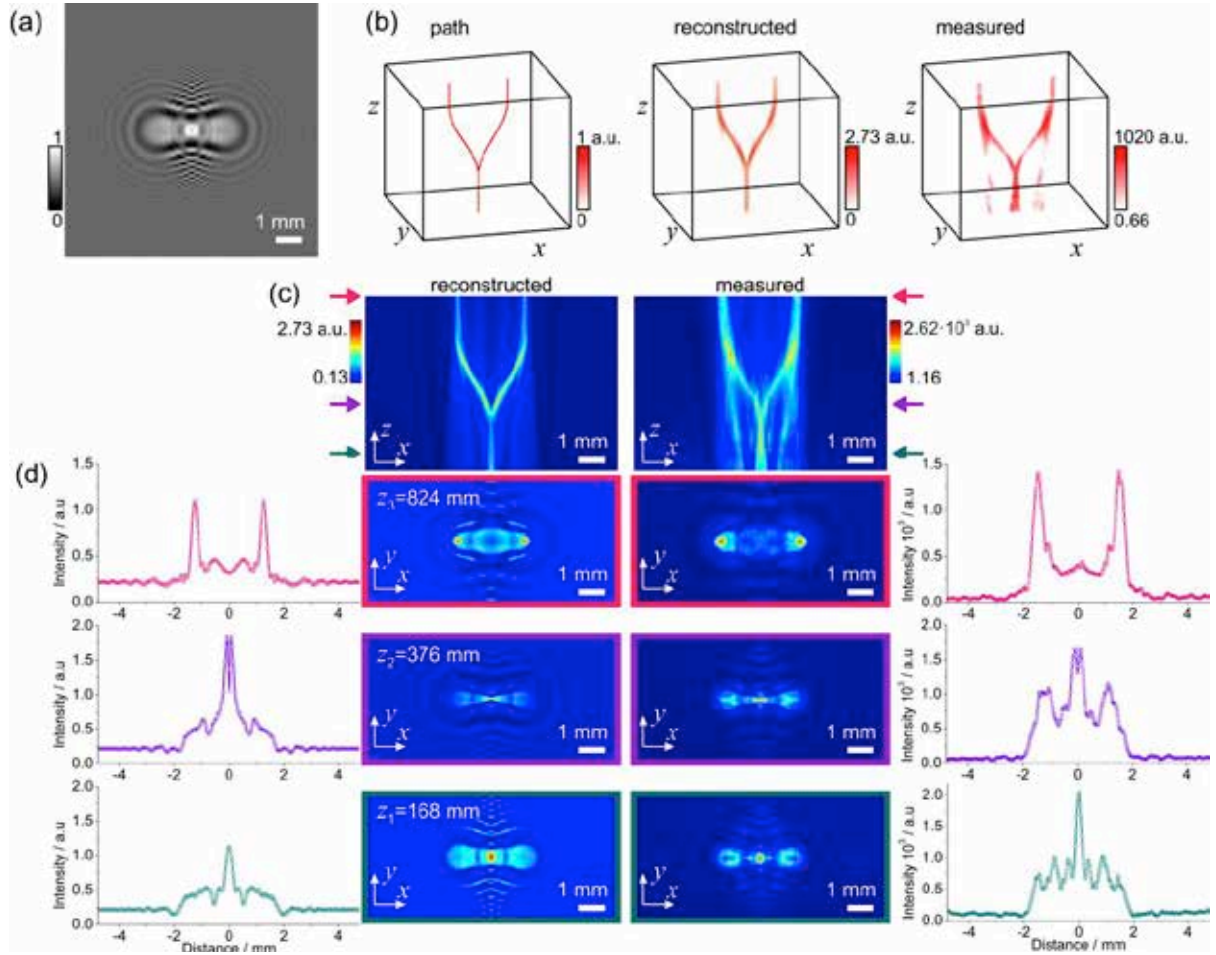 (a)
1
0
1 mm
(b)
path
reconstructed
measured
z
y
x
1 a.u.
0
2.73 a.u.
0
1020 a.u.
0.66
x
x
(c)
reconstructed
measured
2.73 a.u.
0.13
2.62·10³ a.u.
1.16
z
x
1 mm
z
x
1 mm
(d)
Intensity / a.u
1.5
1.0
0.5
0.0
-4 -2 0 2 4
z₃=824 mm
y
x
1 mm
y
x
1 mm
Intensity 10³ / a.u
1.5
1.0
0.5
0.0
-4 -2 0 2 4
Intensity / a.u
2.0
1.5
1.0
0.5
0.0
-4 -2 0 2 4
z₂=376 mm
y
x
1 mm
y
x
1 mm
Intensity 10³ / a.u
2.0
1.5
1.0
0.5
0.0
-4 -2 0 2 4
Intensity / a.u
2.0
1.5
1.0
0.5
0.0
-4 -2 0 2 4
Distance / mm
z₁=168 mm
y
x
1 mm
y
x
1 mm
Intensity 10³ / a.u
2.0
1.5
1.0
0.5
0.0
-4 -2 0 2 4
Distance / mm